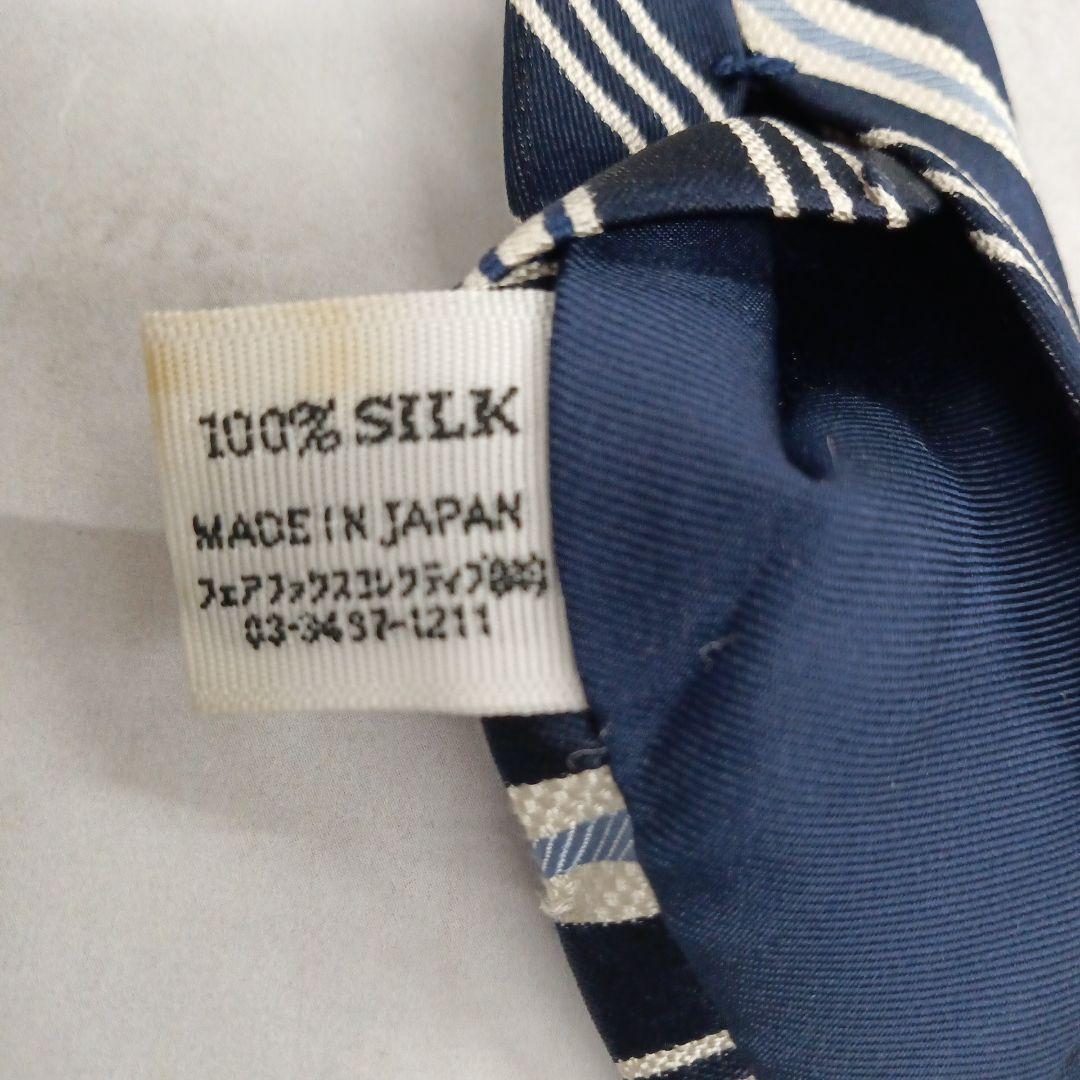 100% SILK
MADE IN JAPAN
フェアファックスコレクティブ㈱
03-3497-1211